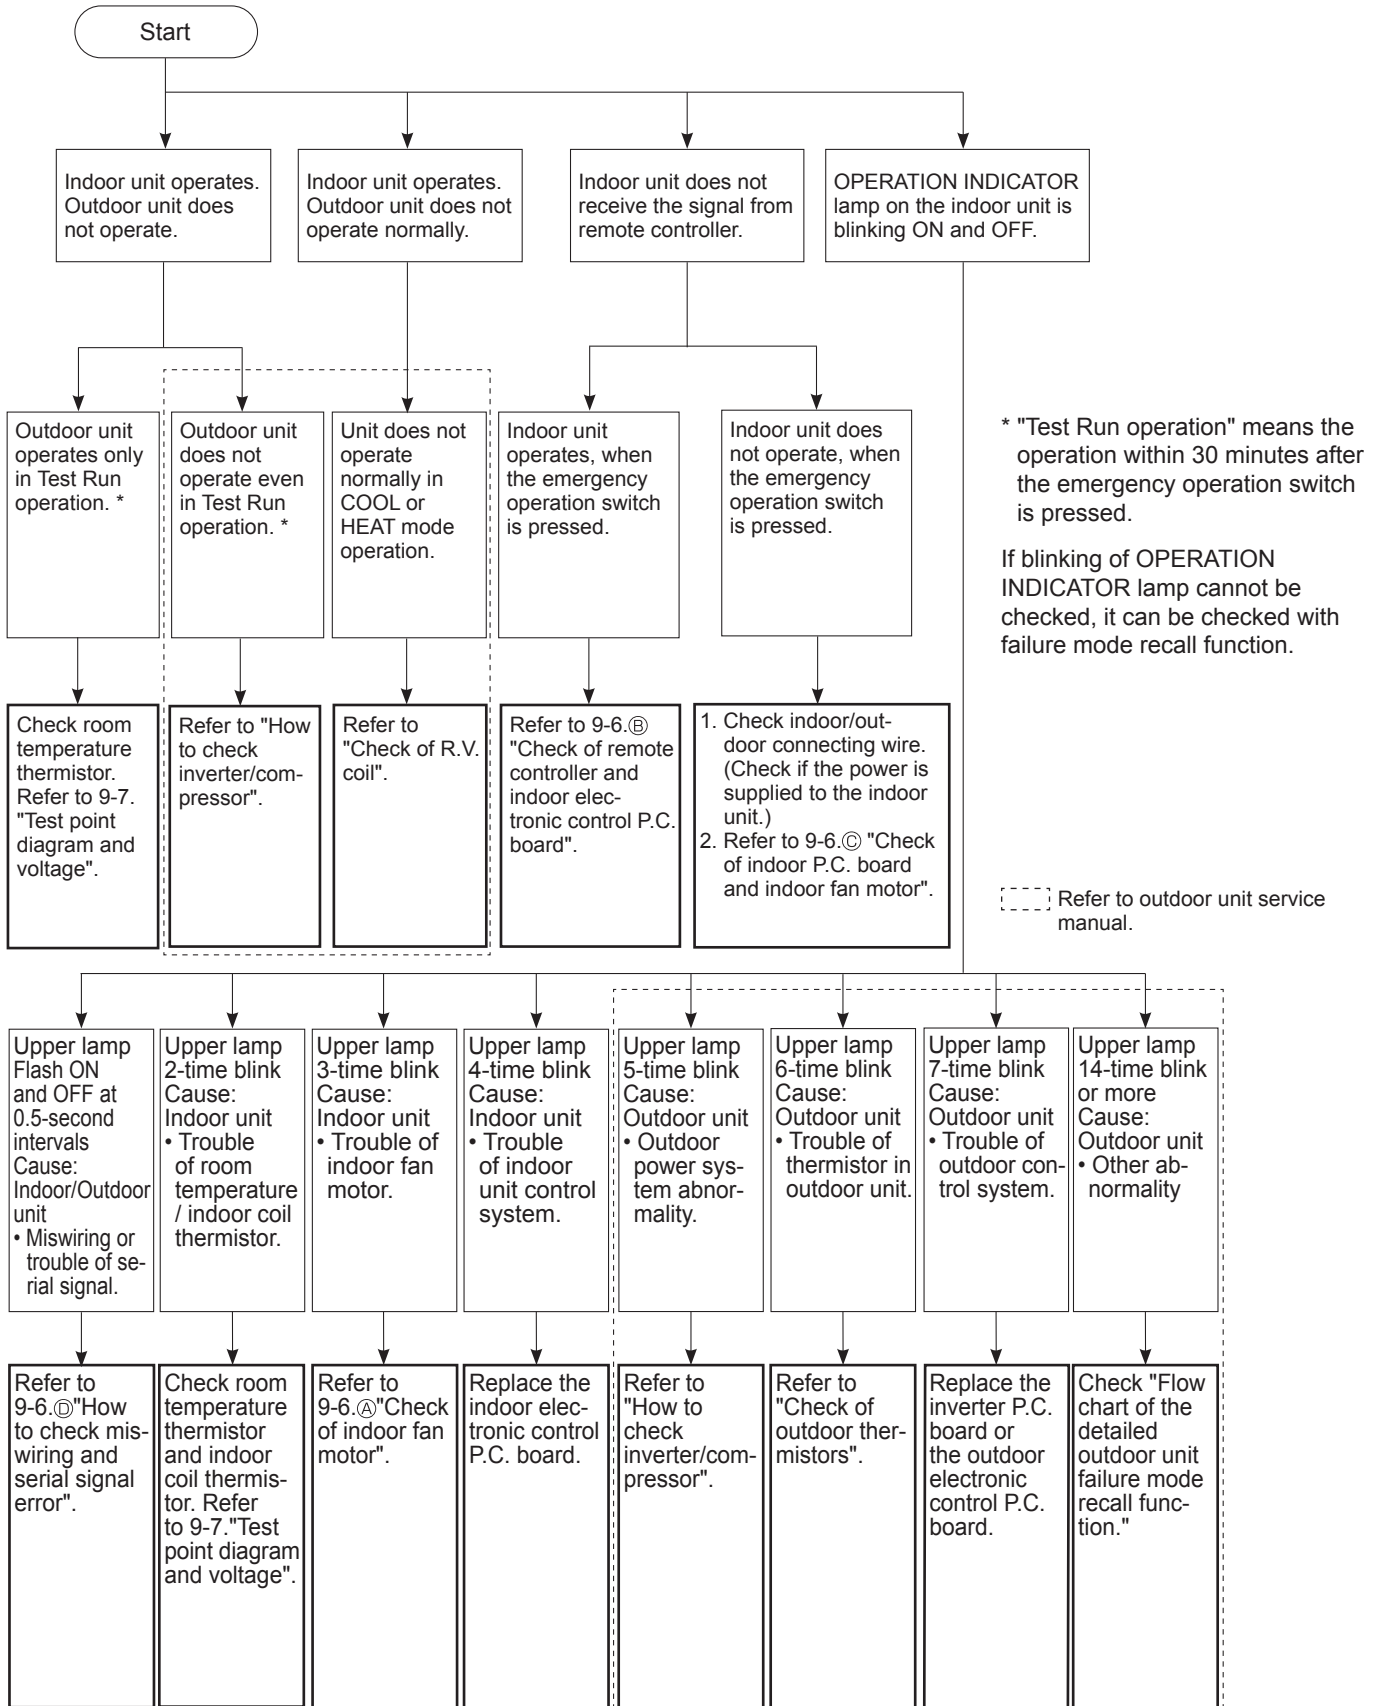 Start
Indoor unit operates.
Outdoor unit does
not operate.
Indoor unit operates.
Outdoor unit does not
operate normally.
Indoor unit does not
receive the signal from
remote controller.
OPERATION INDICATOR
lamp on the indoor unit is
blinking ON and OFF.
Outdoor unit
operates only
in Test Run
operation. *
Outdoor unit
does not
operate even
in Test Run
operation. *
Unit does not
operate
normally in
COOL or
HEAT mode
operation.
Indoor unit
operates, when
the emergency
operation switch
is pressed.
Indoor unit does
not operate, when
the emergency
operation switch
is pressed.
* "Test Run operation" means the
operation within 30 minutes after
the emergency operation switch
is pressed.
If blinking of OPERATION
INDICATOR lamp cannot be
checked, it can be checked with
failure mode recall function.
Check room
temperature
thermistor.
Refer to 9-7.
"Test point
diagram and
voltage".
Refer to "How
to check
inverter/com-
pressor".
Refer to
"Check of R.V.
coil".
Refer to 9-6.Ⓑ
"Check of remote
controller and
indoor elec-
tronic control P.C.
board".
1. Check indoor/out-
door connecting wire.
(Check if the power is
supplied to the indoor
unit.)
2. Refer to 9-6.Ⓒ "Check
of indoor P.C. board
and indoor fan motor".
Refer to outdoor unit service
manual.
Upper lamp
Flash ON
and OFF at
0.5-second
intervals
Cause:
Indoor/Outdoor
unit
• Miswiring or
trouble of se-
rial signal.
Upper lamp
2-time blink
Cause:
Indoor unit
• Trouble
of room
temperature
/ indoor coil
thermistor.
Upper lamp
3-time blink
Cause:
Indoor unit
• Trouble of
indoor fan
motor.
Upper lamp
4-time blink
Cause:
Indoor unit
• Trouble
of indoor
unit control
system.
Upper lamp
5-time blink
Cause:
Outdoor unit
• Outdoor
power sys-
tem abnor-
mality.
Upper lamp
6-time blink
Cause:
Outdoor unit
• Trouble of
thermistor in
outdoor unit.
Upper lamp
7-time blink
Cause:
Outdoor unit
• Trouble of
outdoor con-
trol system.
Upper lamp
14-time blink
or more
Cause:
Outdoor unit
• Other ab-
normality
Refer to
9-6.Ⓓ"How
to check mis-
wiring and
serial signal
error".
Check room
temperature
thermistor
and indoor
coil thermis-
tor. Refer
to 9-7."Test
point diagram
and voltage".
Refer to
9-6.Ⓐ"Check
of indoor fan
motor".
Replace the
indoor elec-
tronic control
P.C. board.
Refer to
"How to
check
inverter/com-
pressor".
Refer to
"Check of
outdoor ther-
mistors".
Replace the
inverter P.C.
board or
the outdoor
electronic
control P.C.
board.
Check "Flow
chart of the
detailed
outdoor unit
failure mode
recall func-
tion."